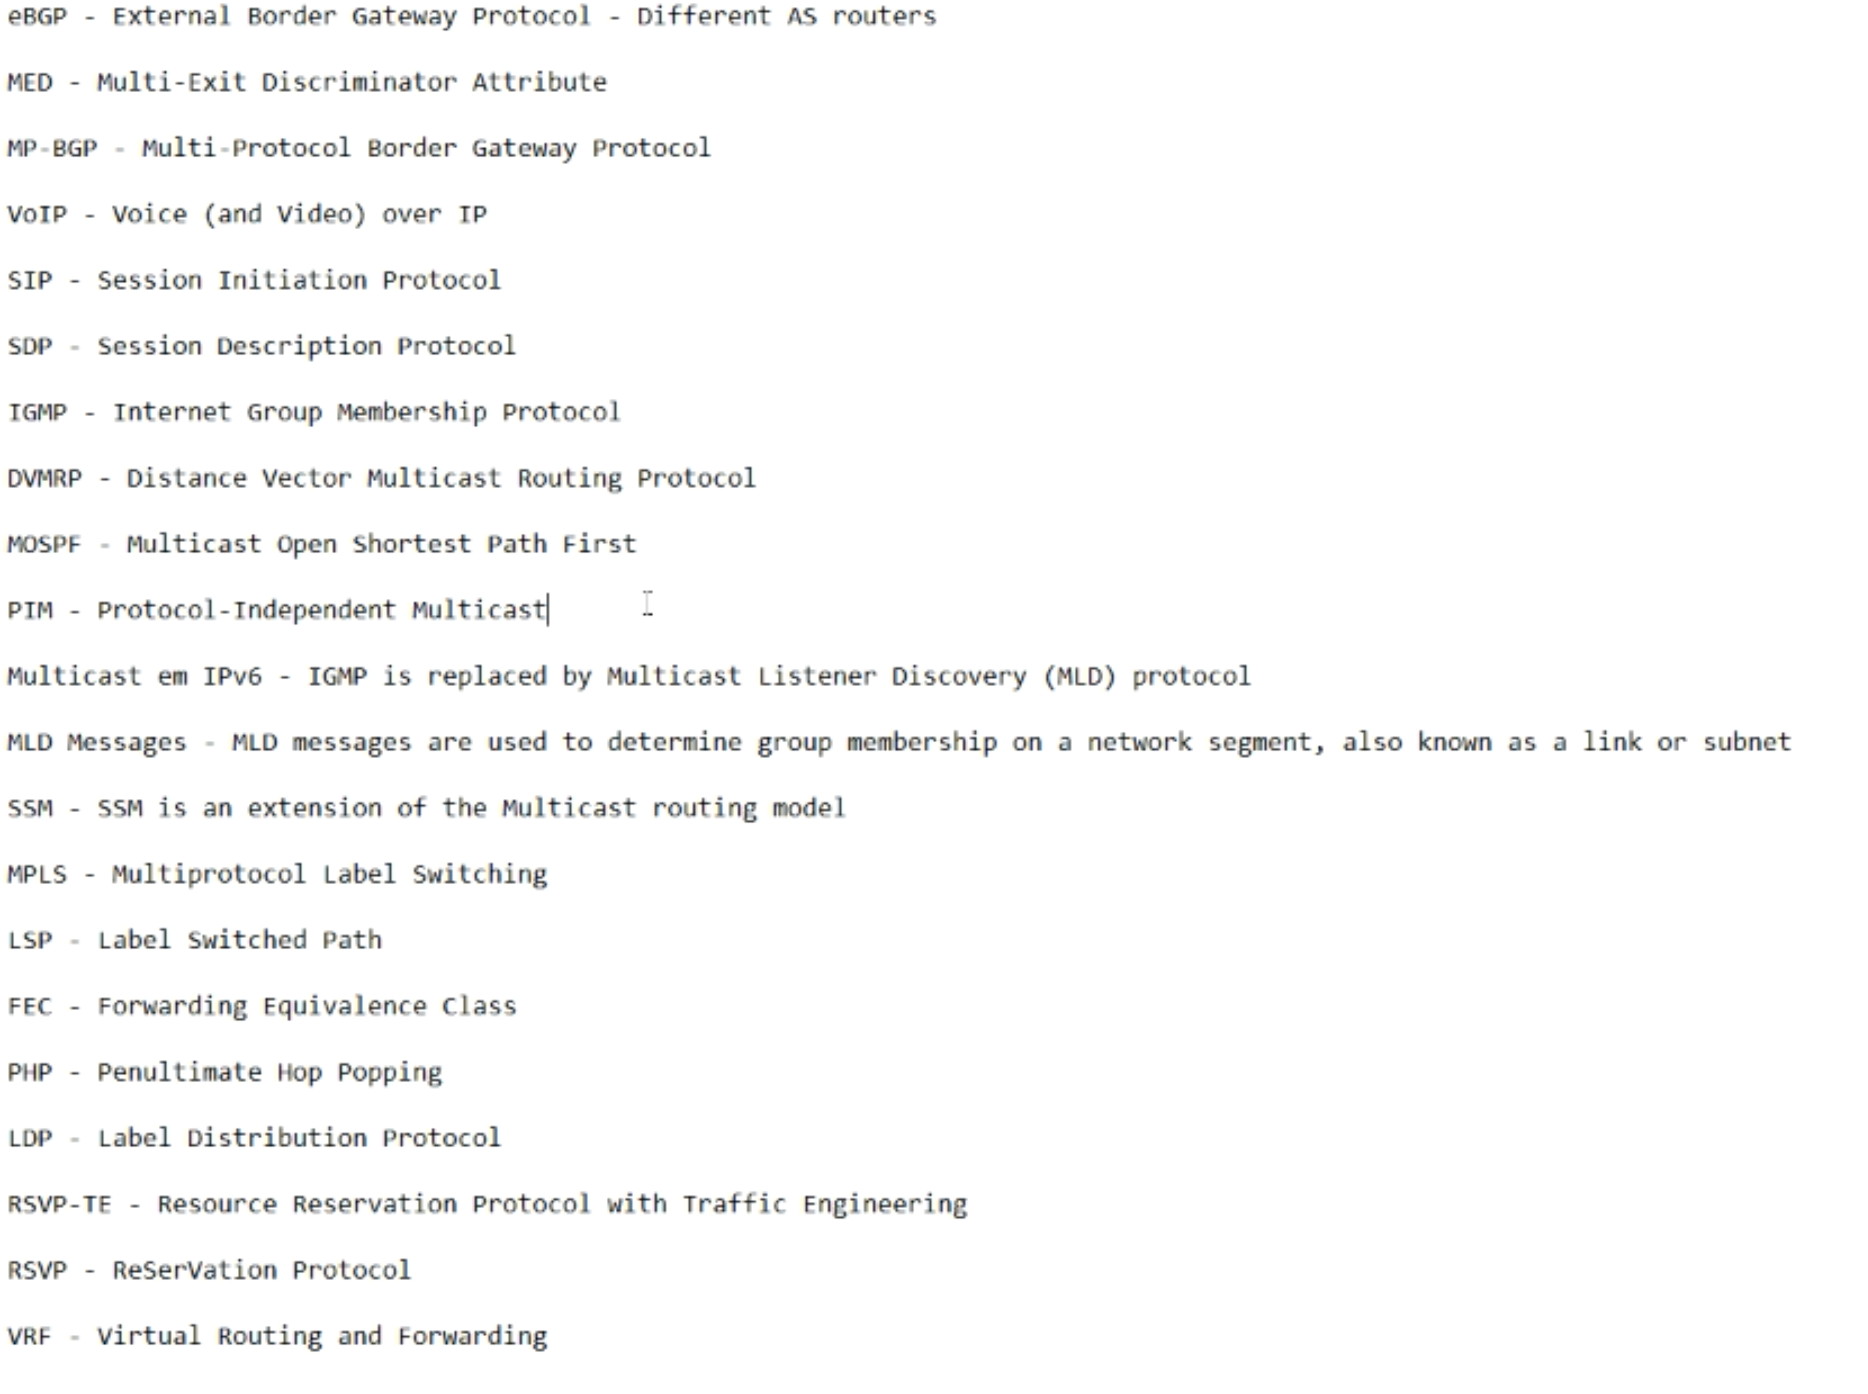 eBGP - External Border Gateway Protocol - Different AS routers
MED - Multi-Exit Discriminator Attribute
MP-BGP - Multi-Protocol Border Gateway Protocol
VoIP - Voice (and Video) over IP
SIP - Session Initiation Protocol
SDP - Session Description Protocol
IGMP - Internet Group Membership Protocol
DVMRP - Distance Vector Multicast Routing Protocol
MOSPF - Multicast Open Shortest Path First
PIM - Protocol-Independent Multicast
Multicast em IPv6 - IGMP is replaced by Multicast Listener Discovery (MLD) protocol
MLD Messages - MLD messages are used to determine group membership on a network segment, also known as a link or subnet
SSM - SSM is an extension of the Multicast routing model
MPLS - Multiprotocol Label Switching
LSP - Label Switched Path
FEC - Forwarding Equivalence Class
PHP - Penultimate Hop Popping
LDP - Label Distribution Protocol
RSVP-TE - Resource Reservation Protocol with Traffic Engineering
RSVP - ReSerVation Protocol
VRF - Virtual Routing and Forwarding